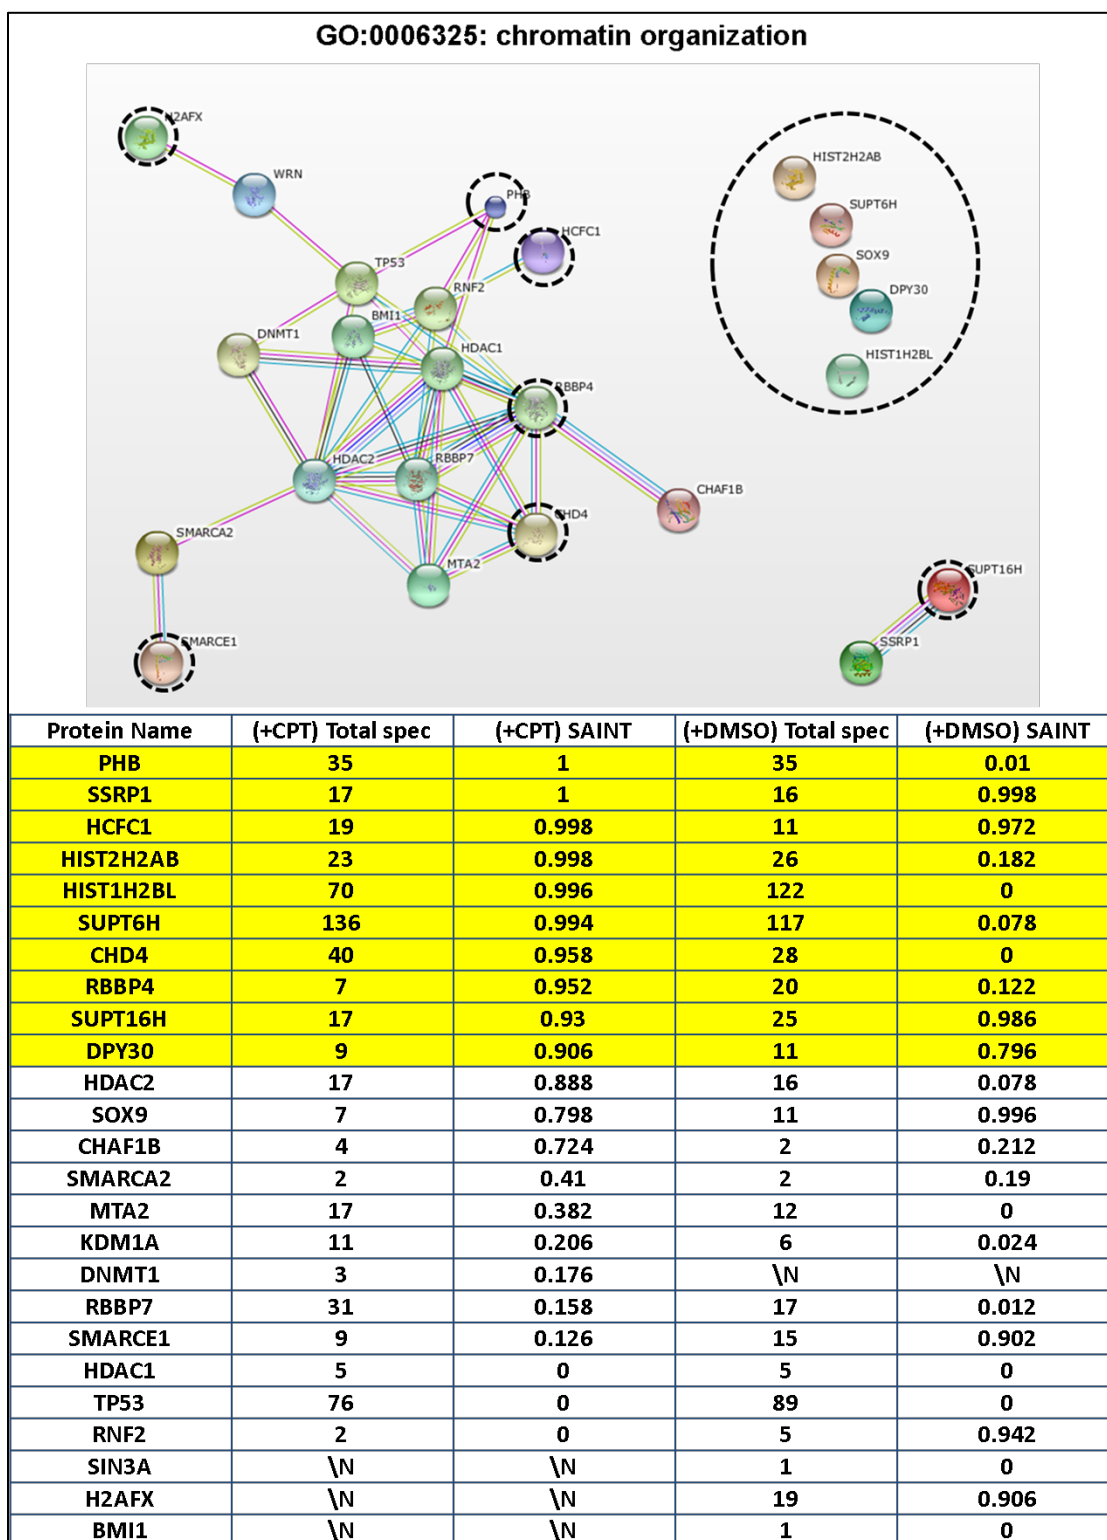 GO:0006325: chromatin organization
H2AFX
WRN
PHB
HCFC1
HIST2H2AB
SUPT6H
SOX9
DPY30
HIST1H2BL
TP53
RNF2
BMI1
DNMT1
HDAC1
RBBP4
HDAC2
RBBP7
CHAF1B
CHD4
SMARCA2
MTA2
SMARCE1
SUPT16H
SSRP1
Protein Name (+CPT) Total spec (+CPT) SAINT (+DMSO) Total spec (+DMSO) SAINT
PHB 35 1 35 0.01
SSRP1 17 1 16 0.998
HCFC1 19 0.998 11 0.972
HIST2H2AB 23 0.998 26 0.182
HIST1H2BL 70 0.996 122 0
SUPT6H 136 0.994 117 0.078
CHD4 40 0.958 28 0
RBBP4 7 0.952 20 0.122
SUPT16H 17 0.93 25 0.986
DPY30 9 0.906 11 0.796
HDAC2 17 0.888 16 0.078
SOX9 7 0.798 11 0.996
CHAF1B 4 0.724 2 0.212
SMARCA2 2 0.41 2 0.19
MTA2 17 0.382 12 0
KDM1A 11 0.206 6 0.024
DNMT1 3 0.176 \N \N
RBBP7 31 0.158 17 0.012
SMARCE1 9 0.126 15 0.902
HDAC1 5 0 5 0
TP53 76 0 89 0
RNF2 2 0 5 0.942
SIN3A \N \N 1 0
H2AFX \N \N 19 0.906
BMI1 \N \N 1 0